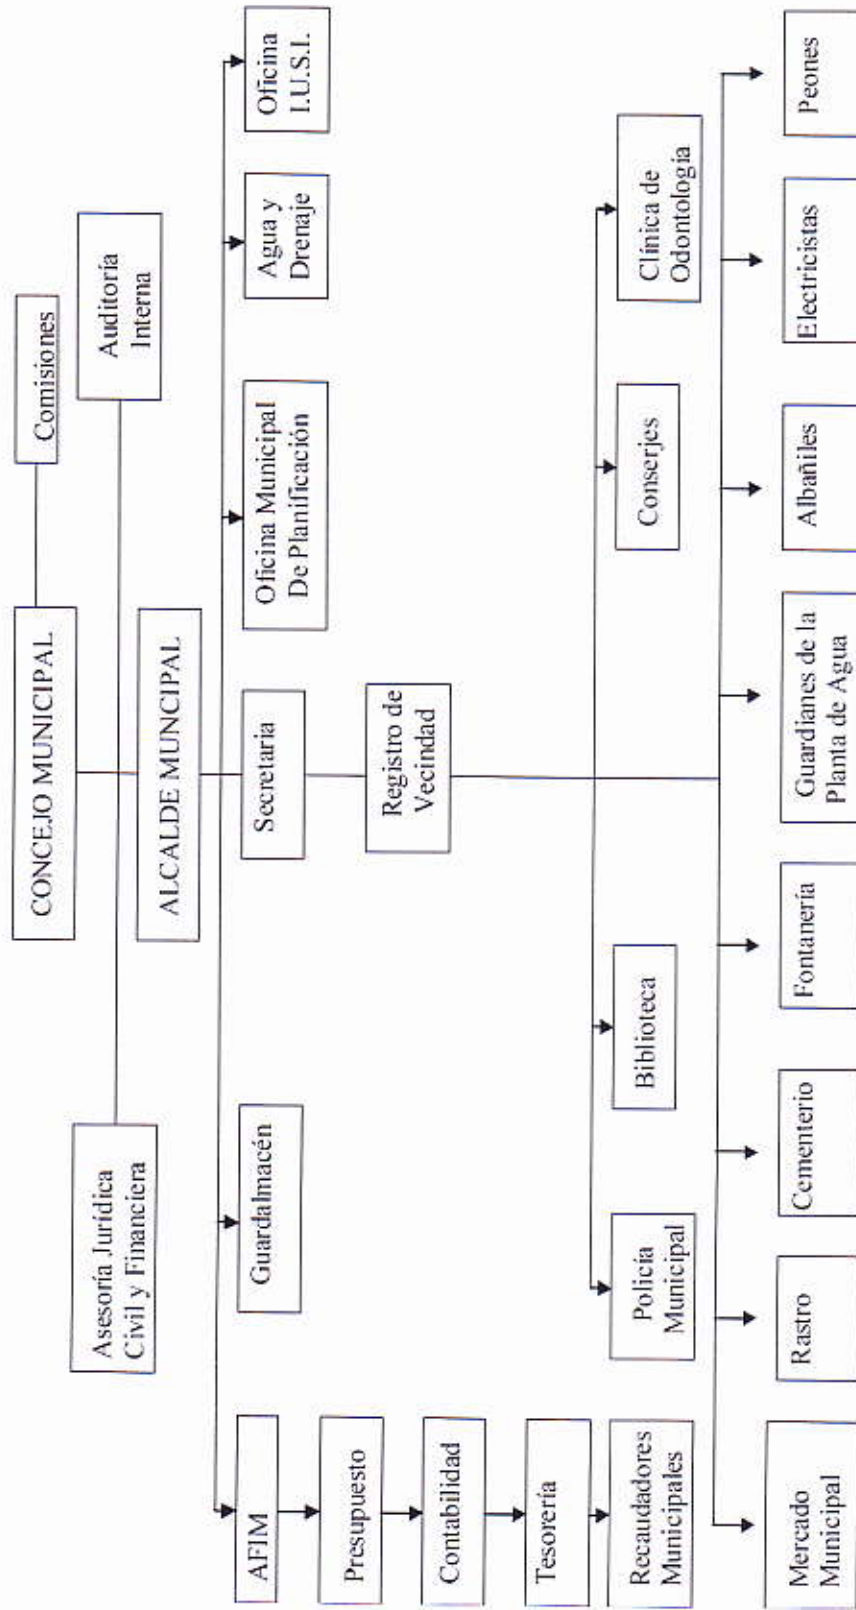 CONCEJO MUNICIPAL
Comisiones
Asesoría Jurídica
Civil y Financiera
Auditoría
Interna
ALCALDE MUNCIPAL
AFIM
Guardalmacén
Secretaria
Oficina Municipal
De Planificación
Agua y
Drenaje
Oficina
I.U.S.I.
Presupuesto
Registro de
Vecindad
Contabilidad
Tesorería
Recaudadores
Municipales
Policía
Municipal
Biblioteca
Conserjes
Clínica de
Odontología
Mercado
Municipal
Rastro
Cementerio
Fontanería
Guardianes de la
Planta de Agua
Albañiles
Electricistas
Peones